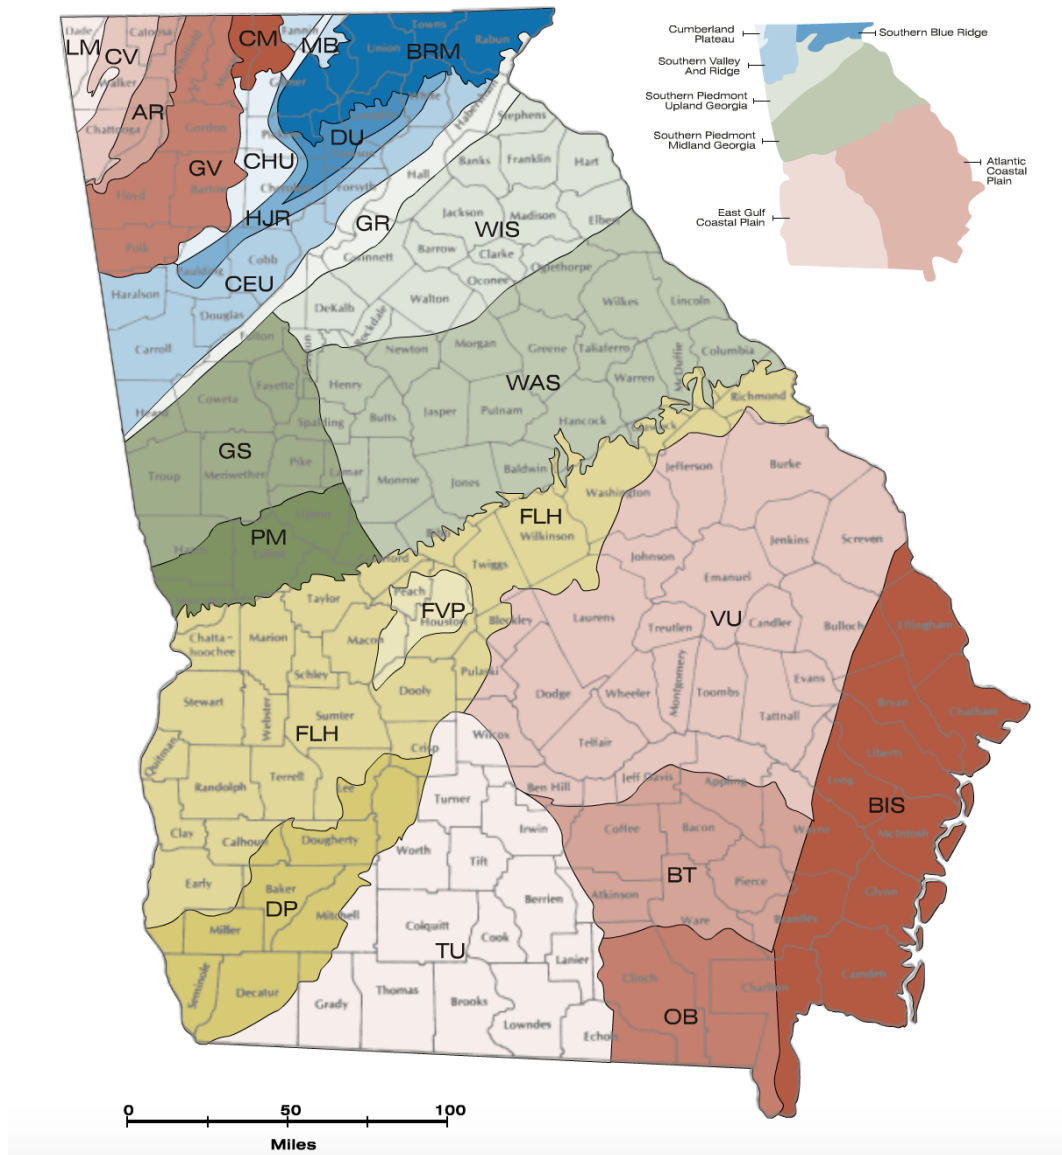 Dade
Catoosa
Fannin
Towns
Union
Rabun
LM
CV
CM
MB
BRM
Walker
Gilmer
White
Habersham
AR
Chattooga
Gordon
Stephens
DU
CHU
GV
Banks
Franklin
Hart
Hall
Floyd
Bartow
Cherokee
Forsyth
HJR
GR
Jackson
Madison
Elbert
WIS
Polk
Paulding
Cobb
Gwinnett
Barrow
Clarke
Oconee
Oglethorpe
CEU
Haralson
Douglas
DeKalb
Rockdale
Walton
Wilkes
Lincoln
Carroll
Fulton
Newton
Morgan
Greene
Taliaferro
McDuffie
Columbia
Heard
Coweta
Fayette
Henry
WAS
Warren
Richmond
Spalding
Butts
Jasper
Putnam
Hancock
GS
Troup
Meriwether
Pike
Lamar
Monroe
Jones
Baldwin
Washington
Jefferson
Burke
PM
FLH
Wilkinson
Twiggs
Johnson
Jenkins
Screven
Emanuel
Taylor
Peach
FVP
Houston
Bleckley
Laurens
Treutlen
VU
Candler
Bulloch
Effingham
Chatta-
hoochee
Marion
Macon
Schley
Dooly
Pulaski
Dodge
Wheeler
Montgomery
Toombs
Evans
Tattnall
Bryan
Chatham
Stewart
Webster
Sumter
FLH
Crisp
Wilcox
Telfair
Liberty
Quitman
Randolph
Terrell
Lee
Turner
Ben Hill
Jeff Davis
Appling
Long
BIS
McIntosh
Clay
Calhoun
Dougherty
Worth
Tift
Irwin
Coffee
Bacon
Wayne
BT
Pierce
Early
Baker
DP
Mitchell
Colquitt
Cook
Berrien
Atkinson
Ware
Brantley
Glynn
Miller
TU
Lanier
Seminole
Decatur
Grady
Thomas
Brooks
Lowndes
Echols
Clinch
OB
Charlton
Camden
0 50 100
Miles
Cumberland
Plateau
Southern Blue Ridge
Southern Valley
And Ridge
Southern Piedmont
Upland Georgia
Southern Piedmont
Midland Georgia
Atlantic
Coastal
Plain
East Gulf
Coastal Plain